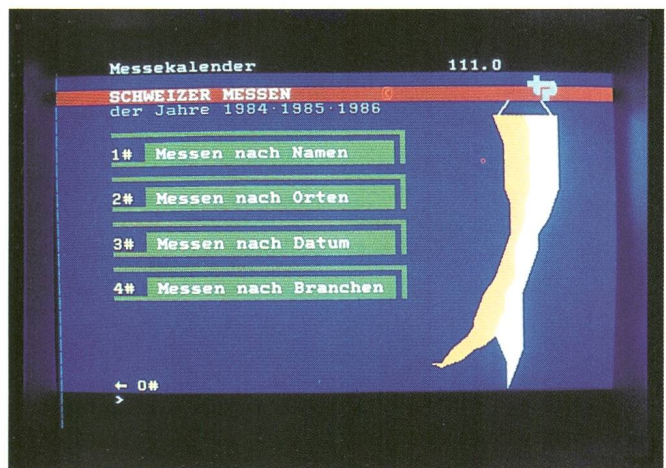 Messekalender 111.0
tp
SCHWEIZER MESSEN ©
der Jahre 1984·1985·1986
1# Messen nach Namen
2# Messen nach Orten
3# Messen nach Datum
4# Messen nach Branchen
← 0#
>